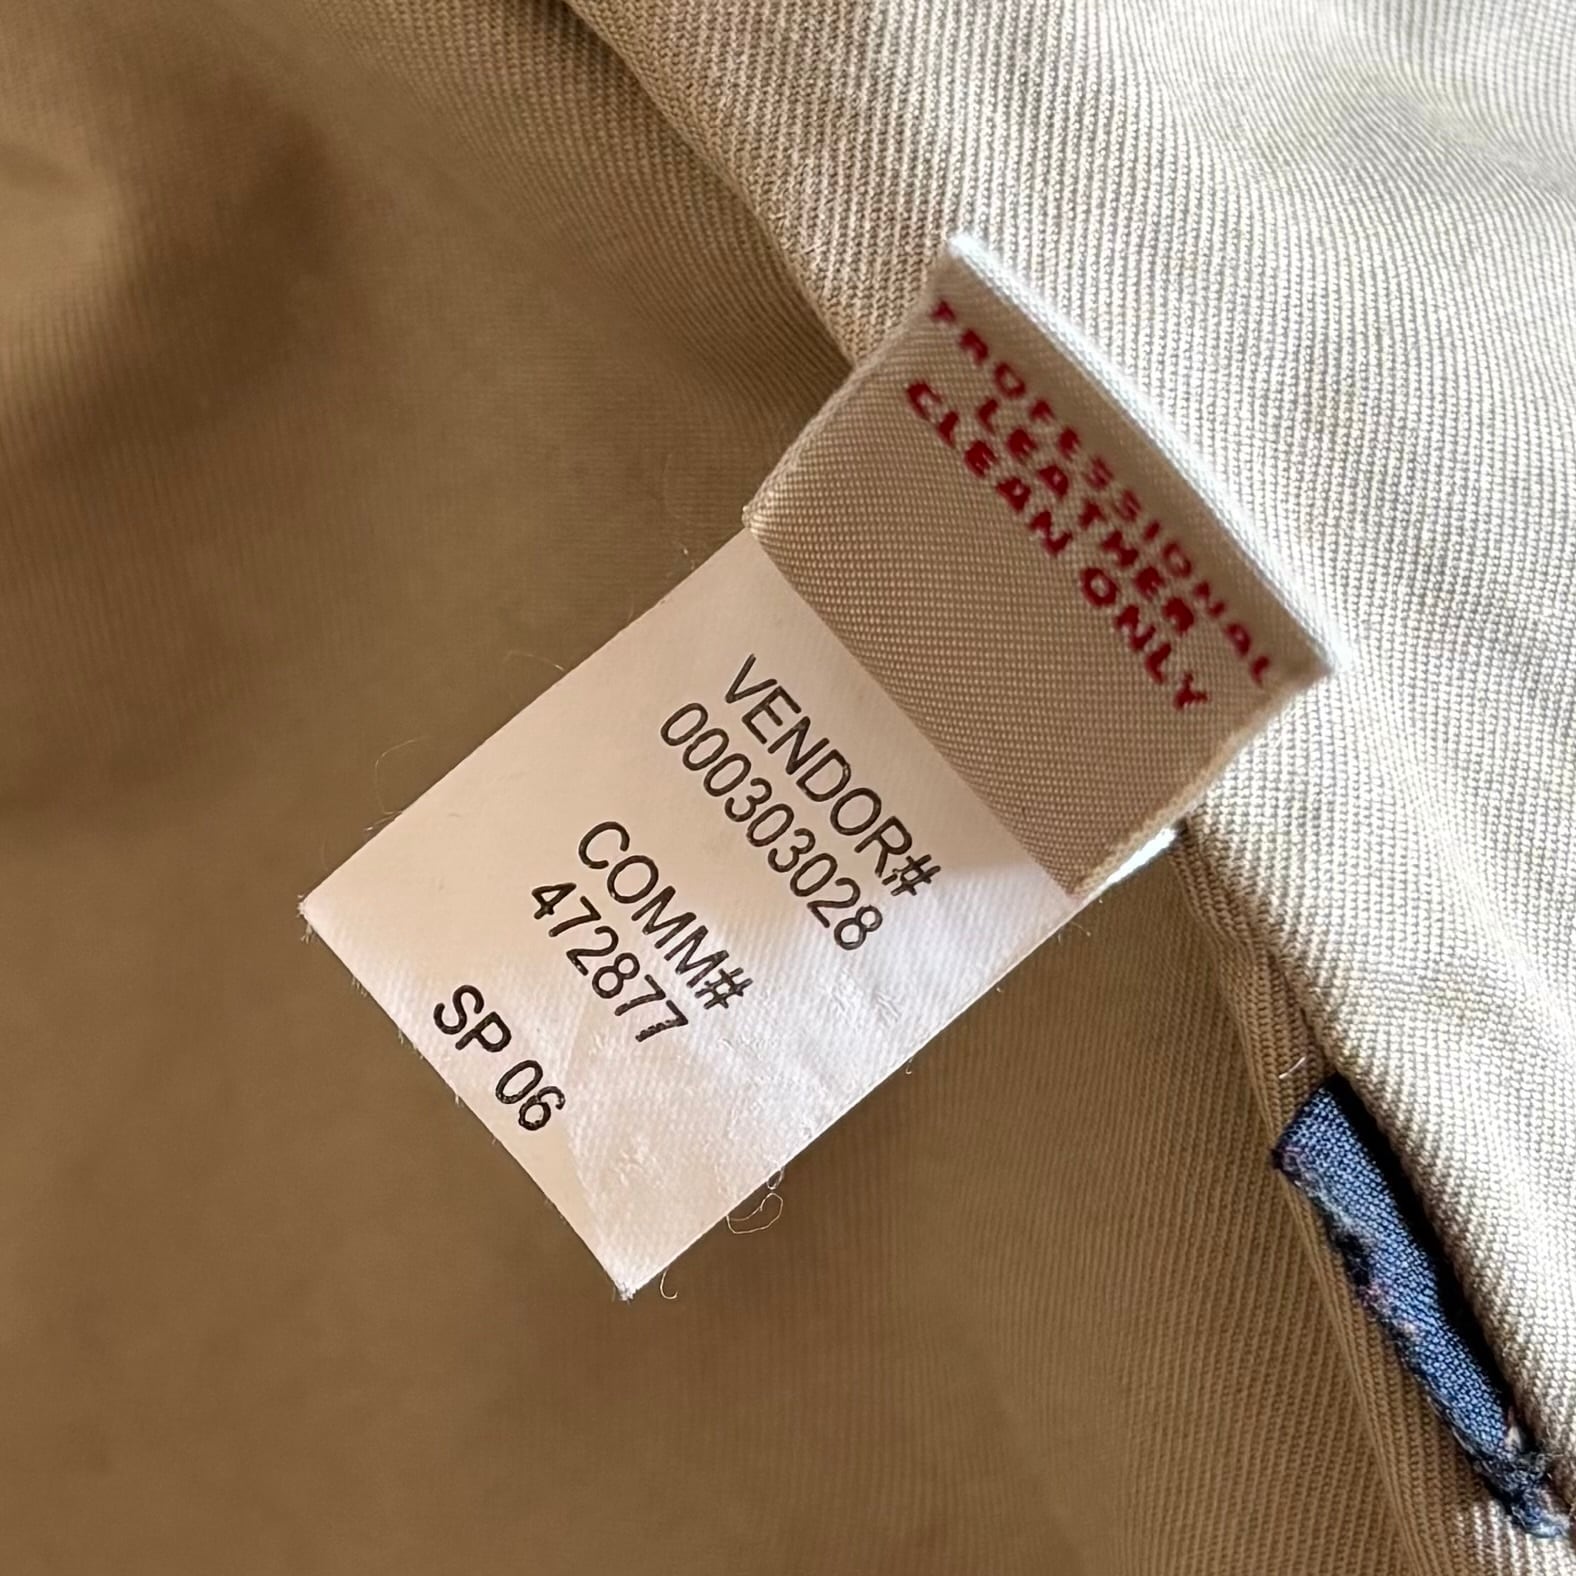 PROFESSIONAL
LEATHER
CLEAN ONLY
VENDOR#
000303028
COMM#
472877
SP 06